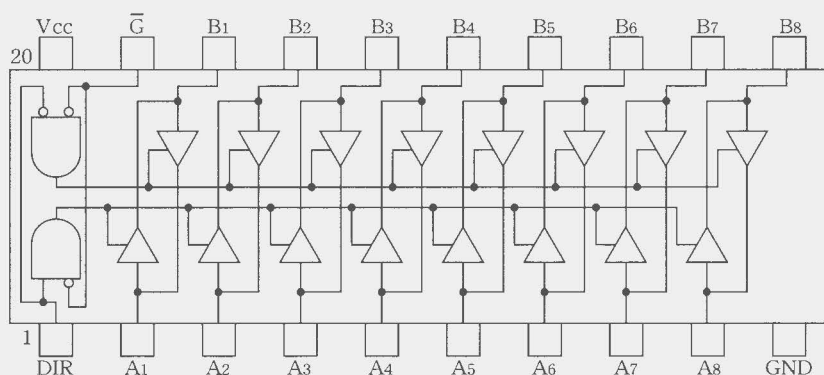 Vcc G̅ B1 B2 B3 B4 B5 B6 B7 B8
20
1
DIR A1 A2 A3 A4 A5 A6 A7 A8 GND